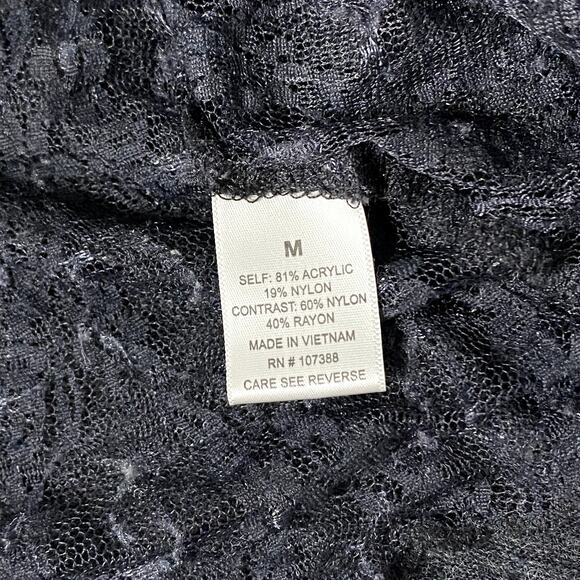 M
SELF: 81% ACRYLIC
19% NYLON
CONTRAST: 60% NYLON
40% RAYON
MADE IN VIETNAM
RN # 107388
CARE SEE REVERSE